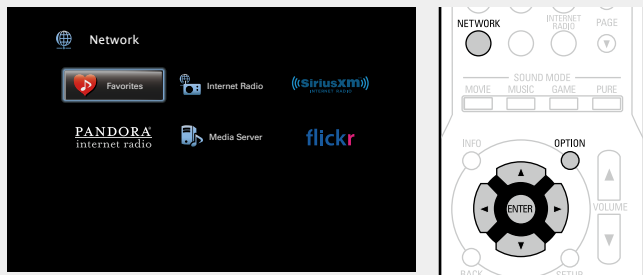 Network
Favorites
Internet Radio
((SiriusXM))
INTERNET RADIO
PANDORA
internet radio
Media Server
flickr
NETWORK
INTERNET
RADIO
PAGE
SOUND MODE
MOVIE
MUSIC
GAME
PURE
INFO
OPTION
ENTER
VOLUME
BACK
SETUP